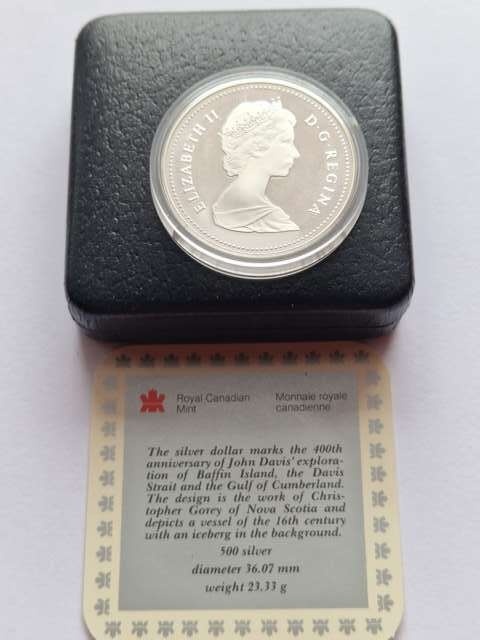 ELIZABETH II D·G·REGINA
Royal Canadian Mint
Monnaie royale canadienne
The silver dollar marks the 400th
anniversary of John Davis' explora-
tion of Baffin Island, the Davis
Strait and the Gulf of Cumberland.
The design is the work of Chris-
topher Gorey of Nova Scotia and
depicts a vessel of the 16th century
with an iceberg in the background.
500 silver
diameter 36.07 mm
weight 23.33 g